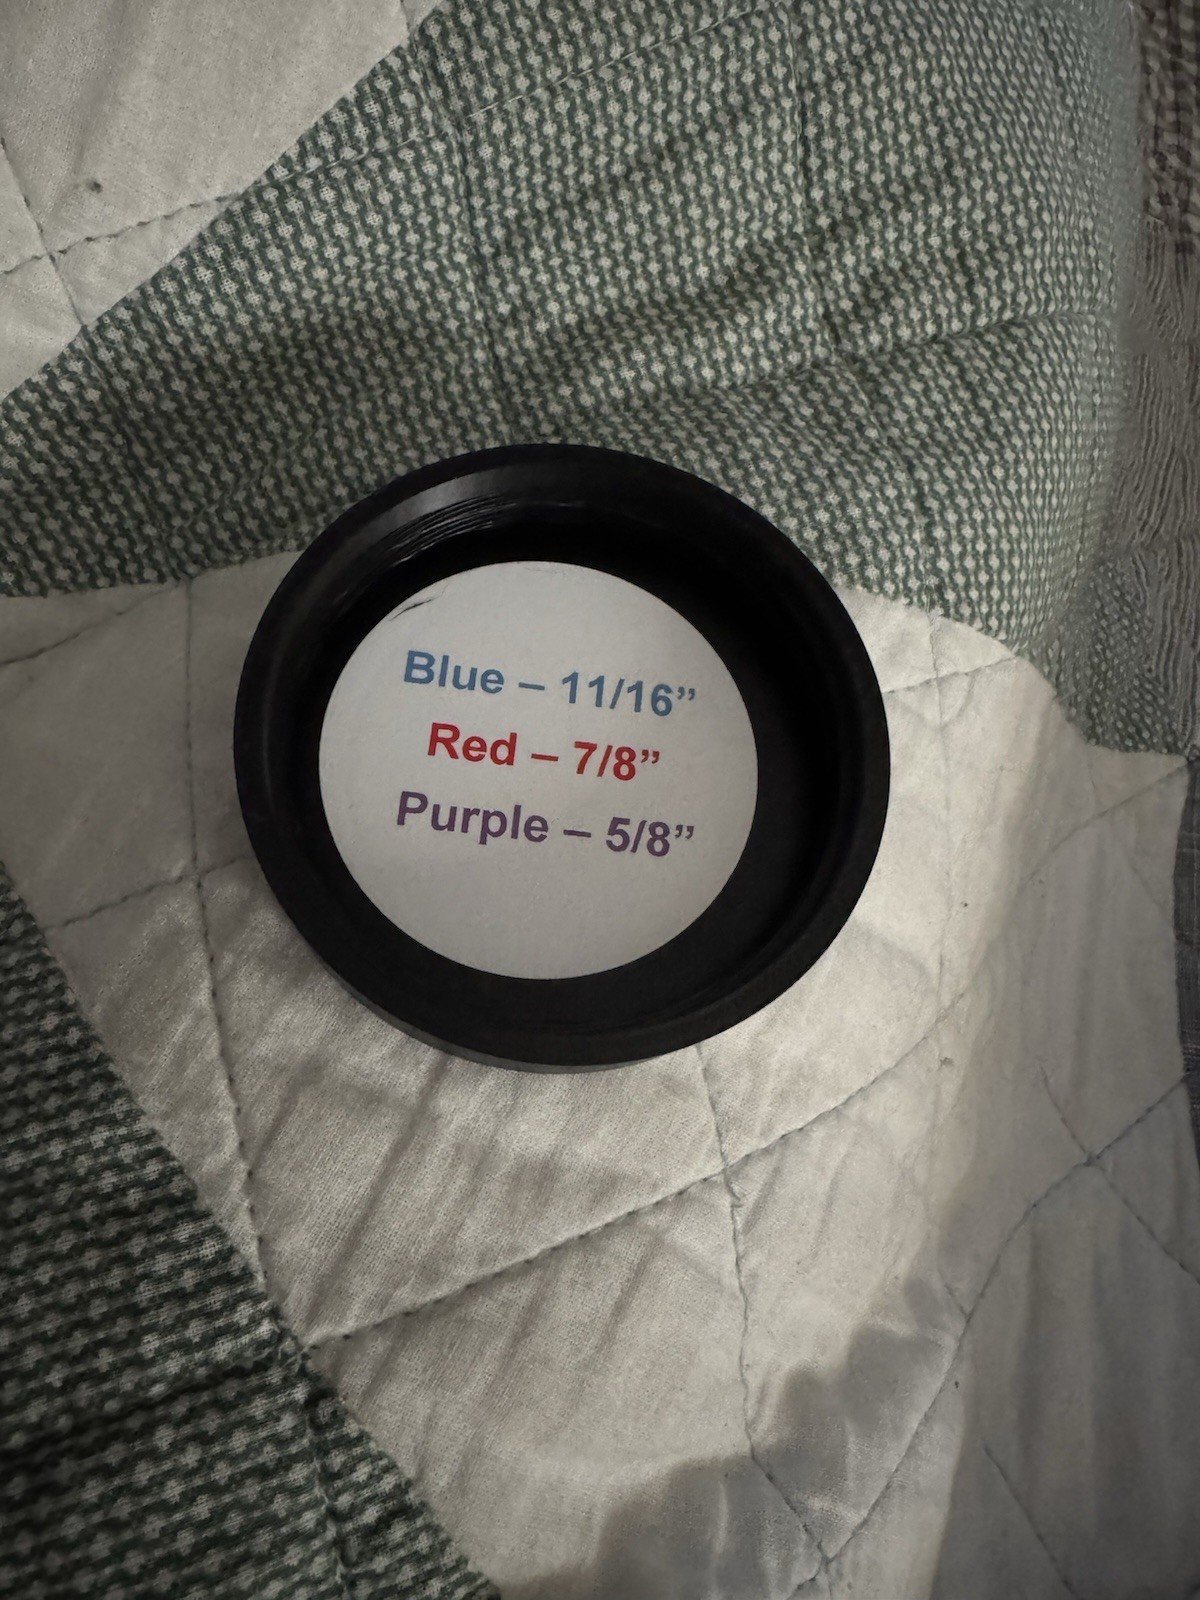 Blue – 11/16”
Red – 7/8”
Purple – 5/8”